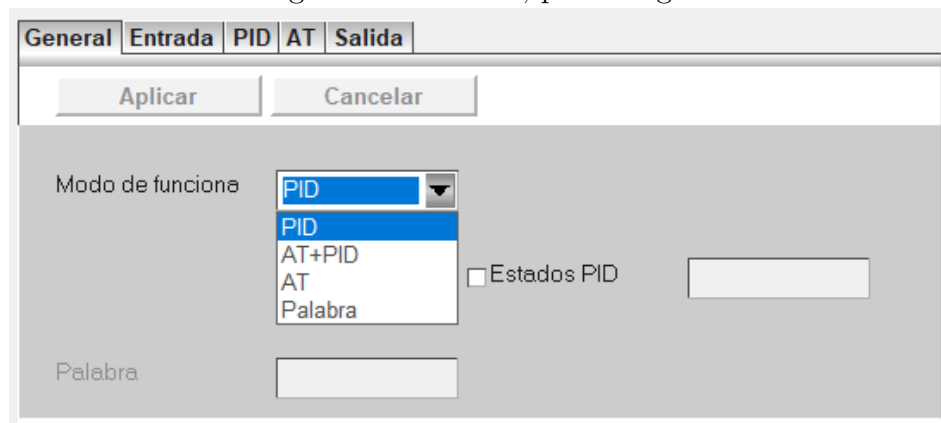 General Entrada PID AT Salida
Aplicar Cancelar
Modo de funciona PID
PID
AT+PID
AT
Palabra
Estados PID
Palabra